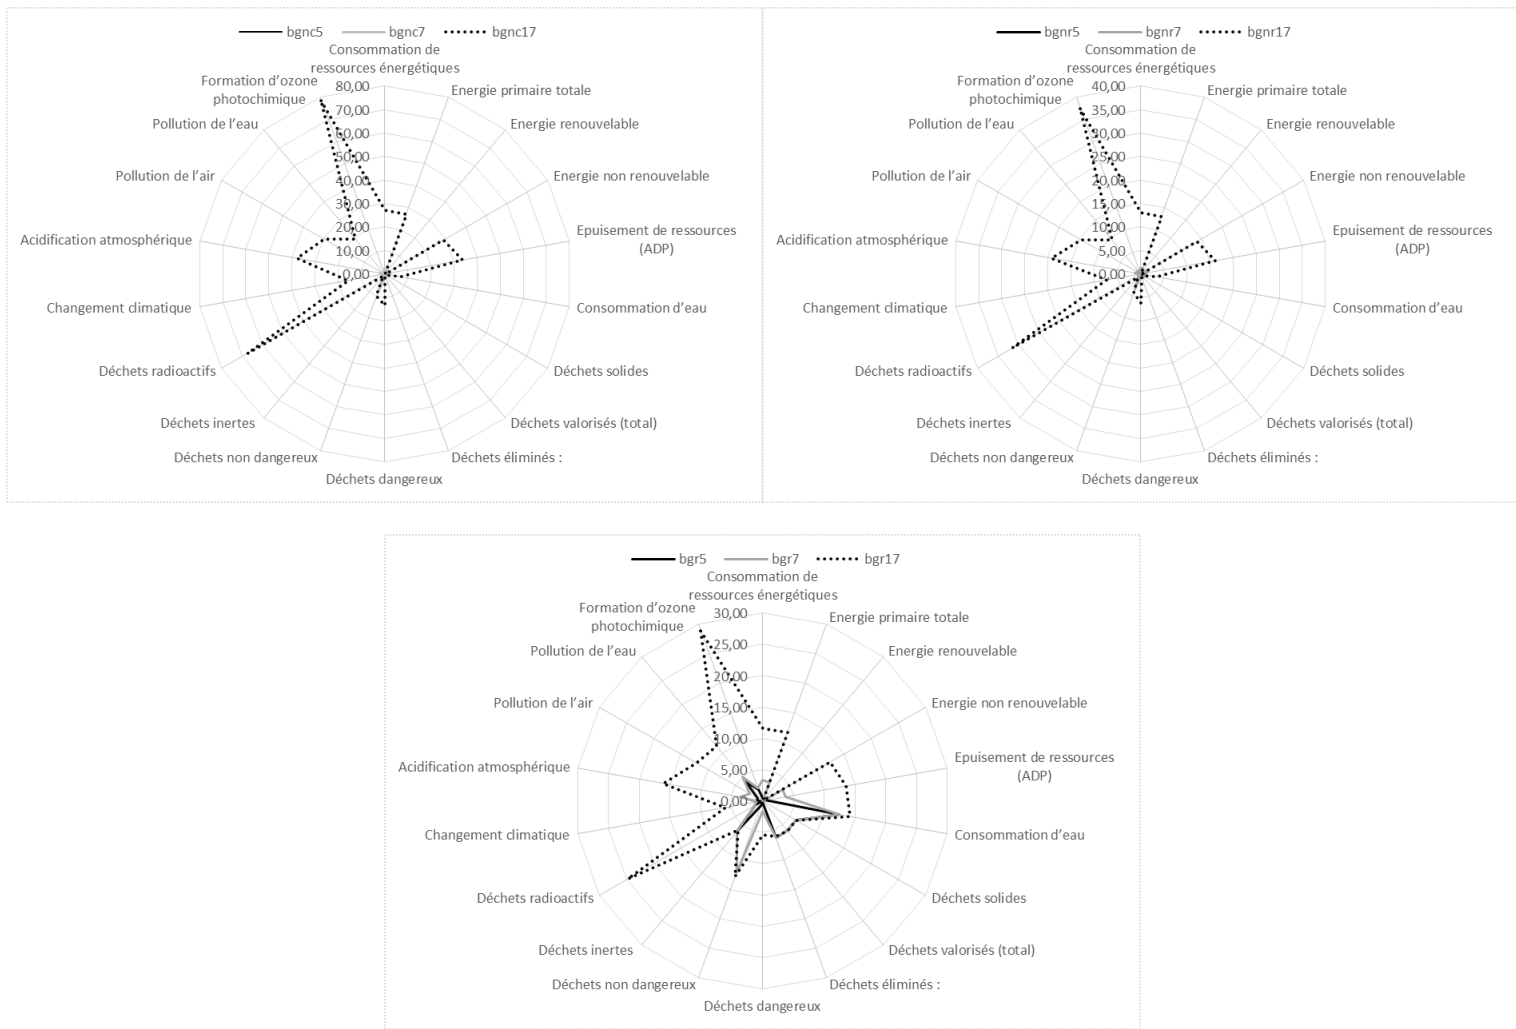 bgnc5 bgnc7 bgnc17
Consommation de
ressources énergétiques
Formation d'ozone
photochimique
80,00
Energie primaire totale
70,00
Pollution de l'eau
Energie renouvelable
60,00
50,00
Pollution de l'air
Energie non renouvelable
40,00
30,00
Acidification atmosphérique
20,00
Epuisement de ressources
(ADP)
10,00
0,00
Changement climatique
Consommation d'eau
Déchets radioactifs
Déchets solides
Déchets inertes
Déchets valorisés (total)
Déchets non dangereux
Déchets éliminés :
Déchets dangereux
bgnr5 bgnr7 bgnr17
Consommation de
ressources énergétiques
Formation d'ozone
photochimique
40,00
Energie primaire totale
35,00
Pollution de l'eau
Energie renouvelable
30,00
25,00
Pollution de l'air
Energie non renouvelable
20,00
15,00
Acidification atmosphérique
10,00
Epuisement de ressources
(ADP)
5,00
0,00
Changement climatique
Consommation d'eau
Déchets radioactifs
Déchets solides
Déchets inertes
Déchets valorisés (total)
Déchets non dangereux
Déchets éliminés :
Déchets dangereux
bgr5 bgr7 bgr17
Consommation de
ressources énergétiques
Formation d'ozone
photochimique
30,00
Energie primaire totale
25,00
Pollution de l'eau
Energie renouvelable
20,00
Pollution de l'air
Energie non renouvelable
15,00
10,00
Acidification atmosphérique
Epuisement de ressources
(ADP)
5,00
0,00
Changement climatique
Consommation d'eau
Déchets radioactifs
Déchets solides
Déchets inertes
Déchets valorisés (total)
Déchets non dangereux
Déchets éliminés :
Déchets dangereux